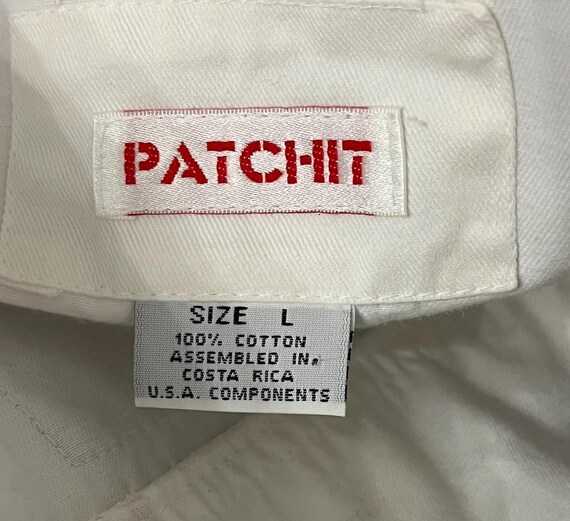 PATCHIT
SIZE L
100% COTTON
ASSEMBLED IN
COSTA RICA
U.S.A. COMPONENTS